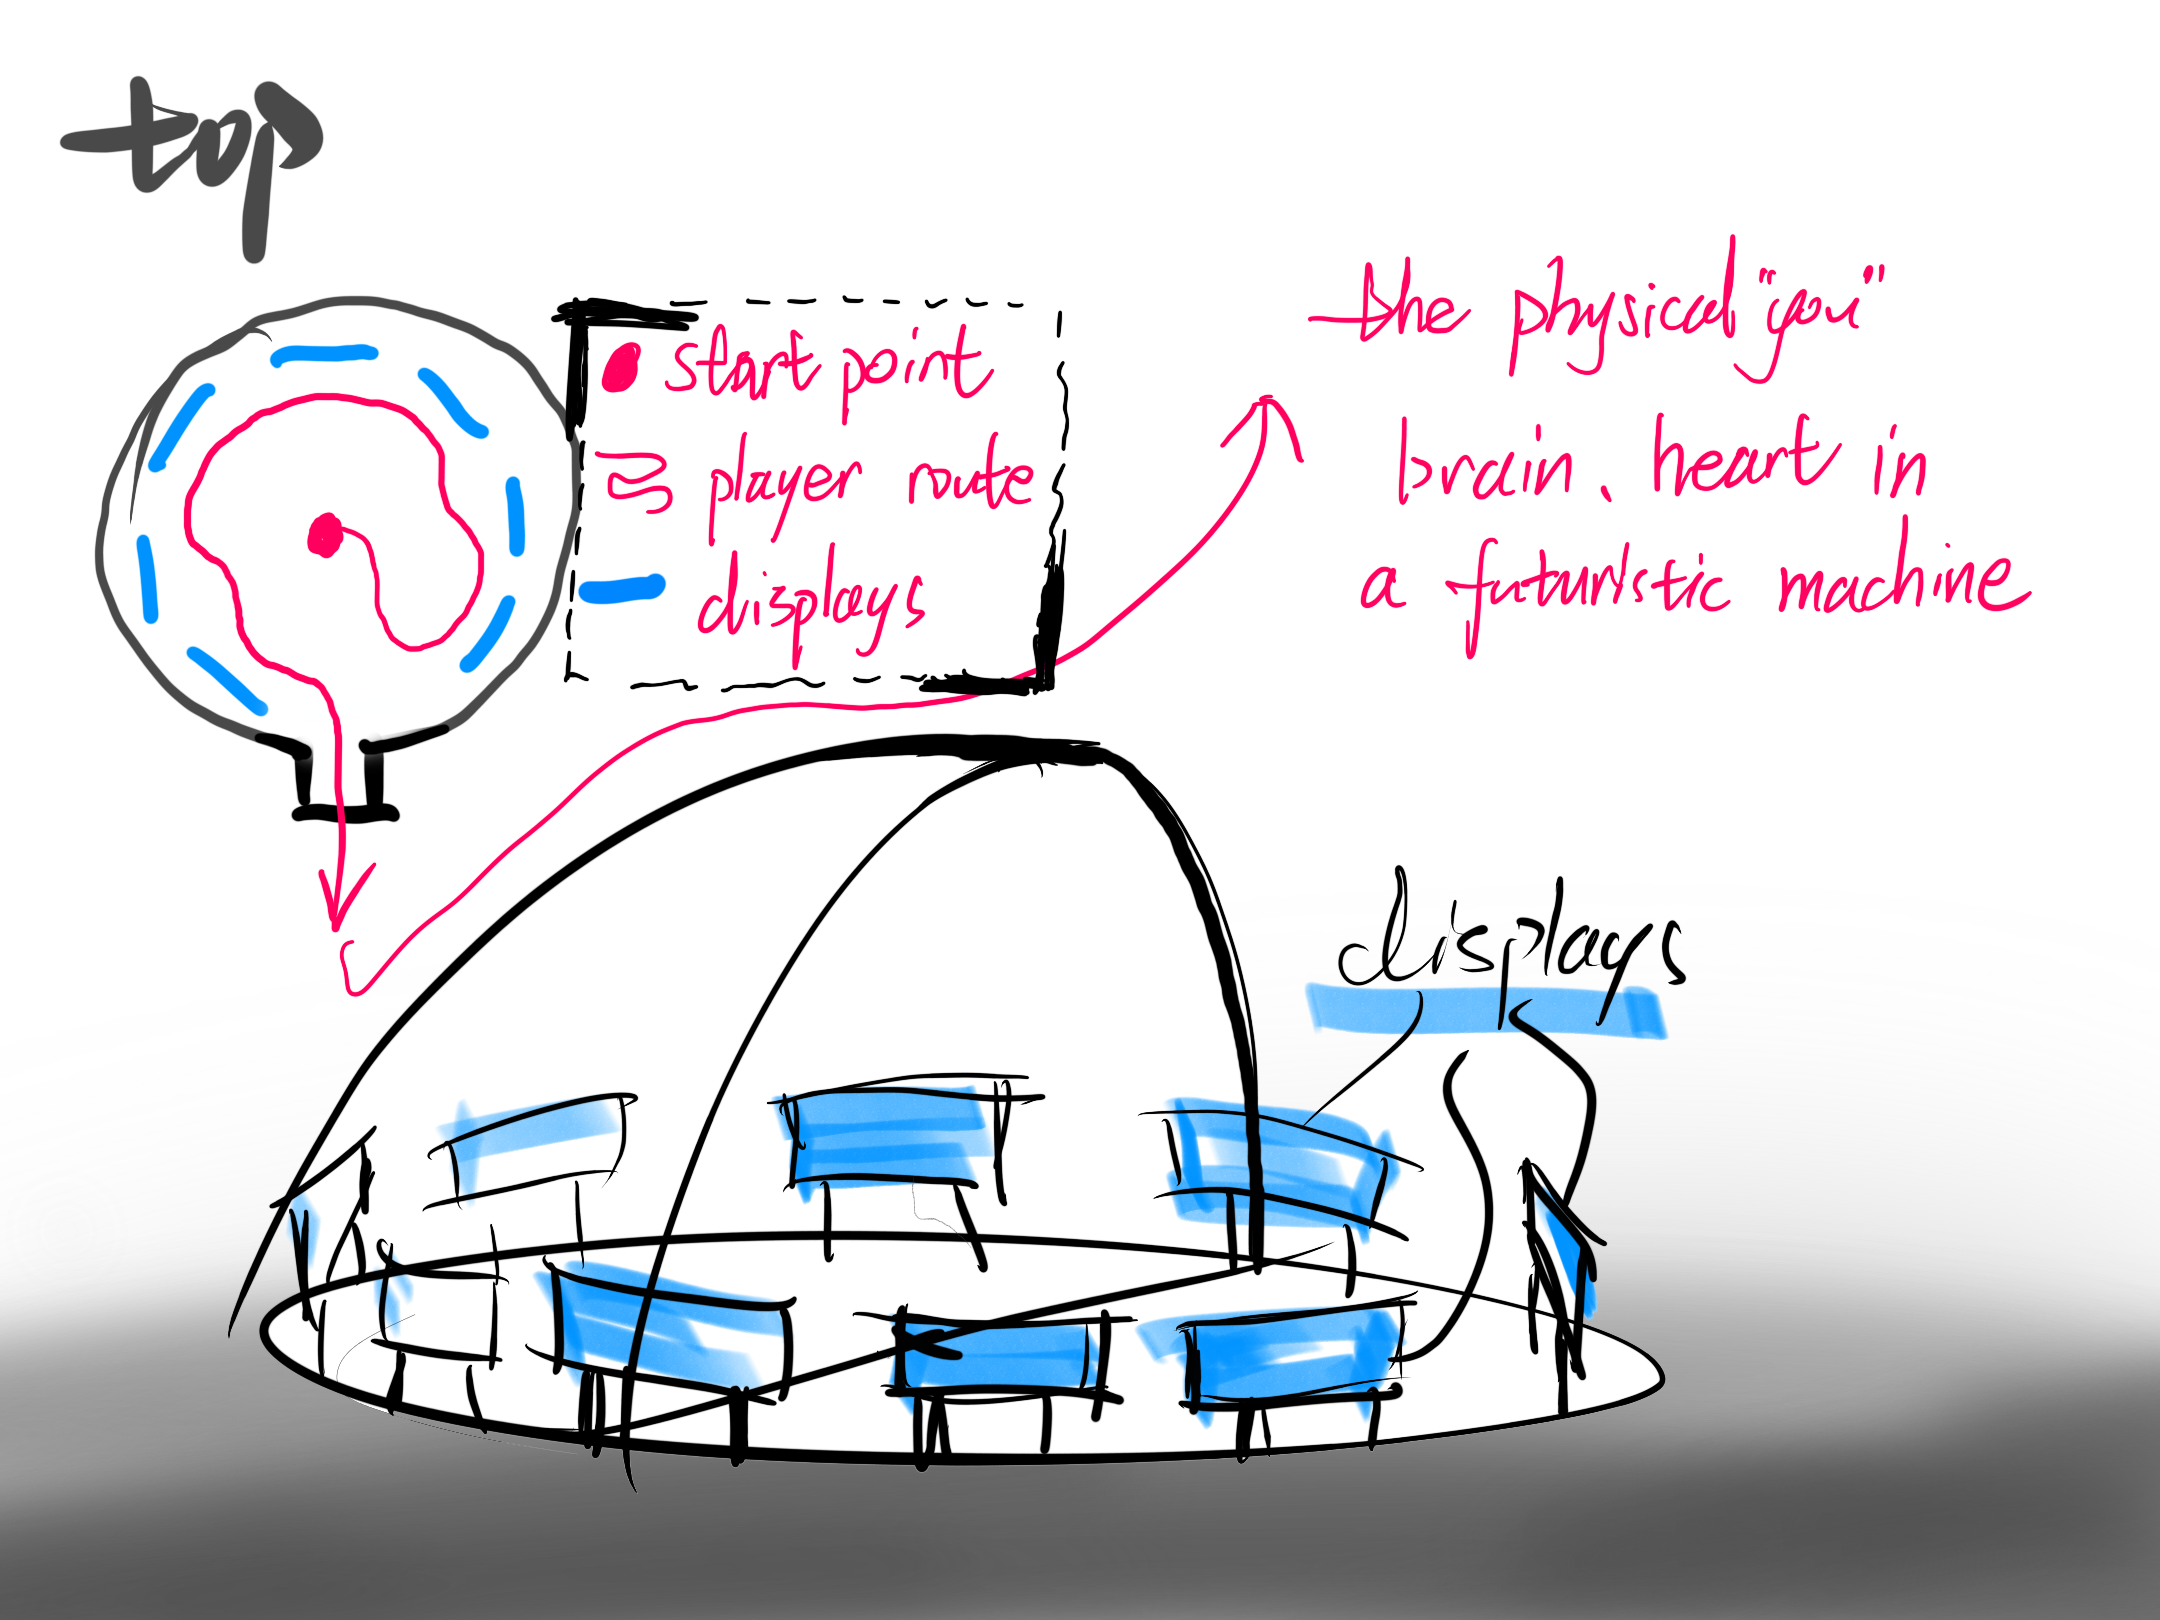 top
start point
player route
displays
the physical "you"
brain、heart in
a futuristic machine
displays